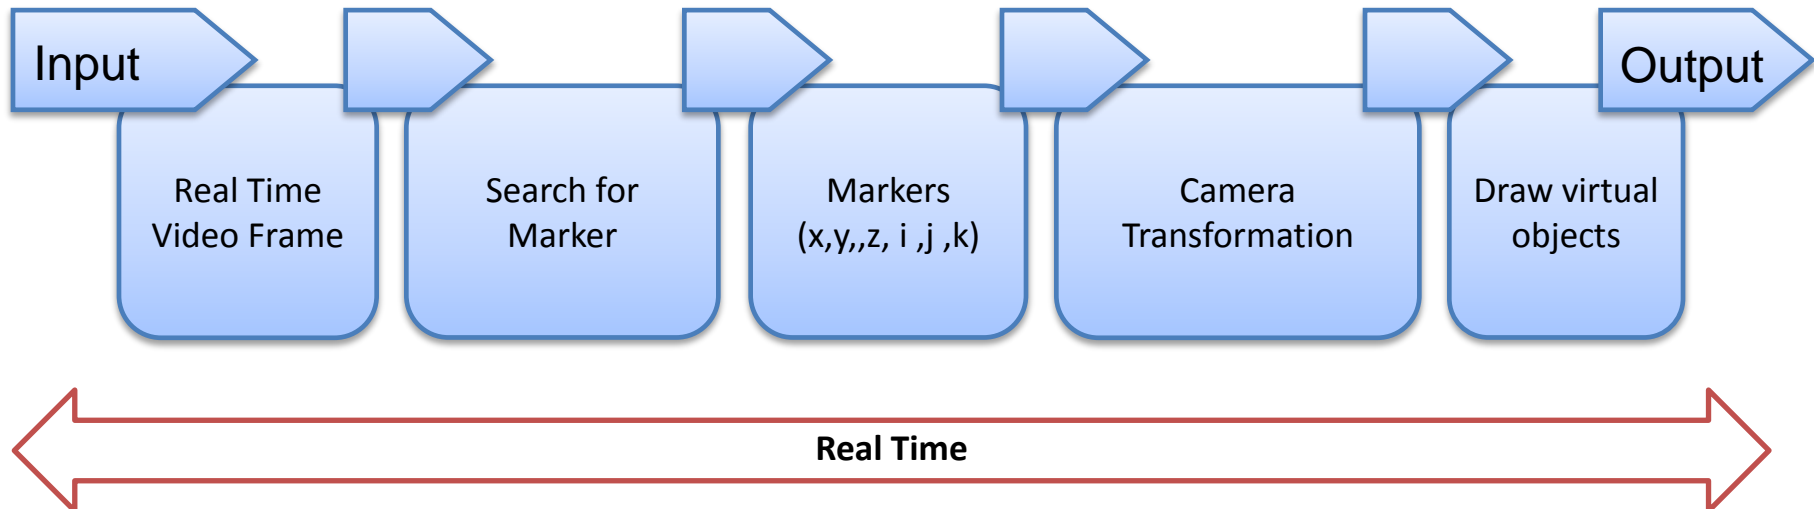 Input
Output
Real Time
Video Frame
Search for
Marker
Markers
(x,y,,z, i ,j ,k)
Camera
Transformation
Draw virtual
objects
Real Time